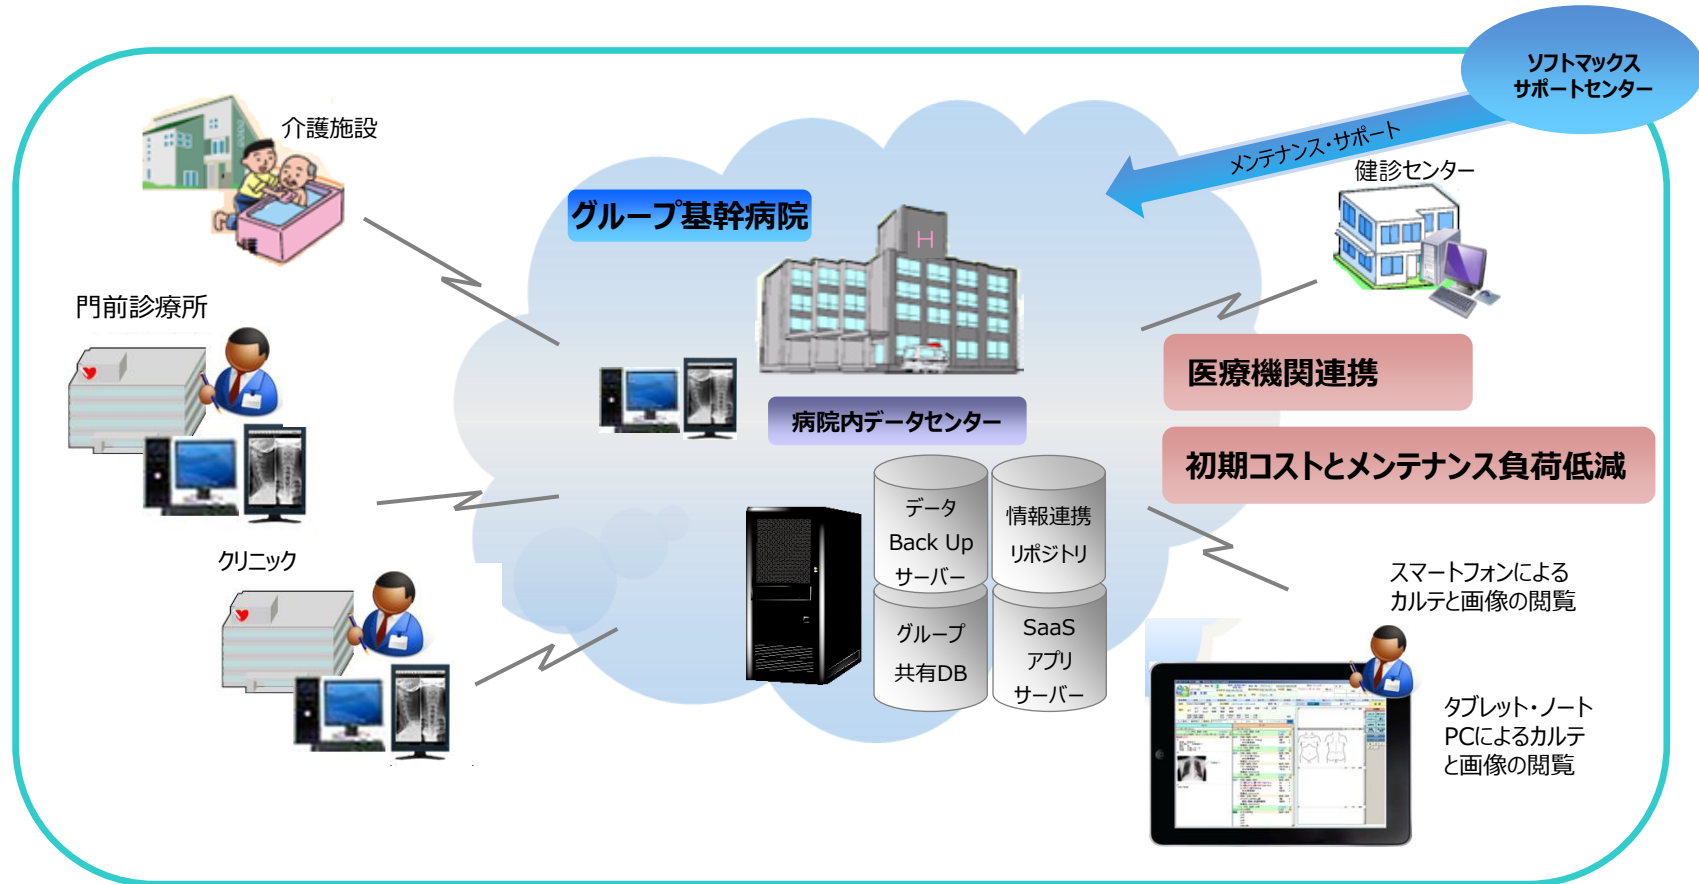 ソフトマックス
サポートセンター
メンテナンス・サポート
介護施設
健診センター
グループ基幹病院
H
門前診療所
医療機関連携
病院内データセンター
初期コストとメンテナンス負荷低減
データ
Back Up
サーバー
情報連携
リポジトリ
グループ
共有DB
SaaS
アプリ
サーバー
クリニック
スマートフォンによる
カルテと画像の閲覧
タブレット・ノート
PCによるカルテ
と画像の閲覧